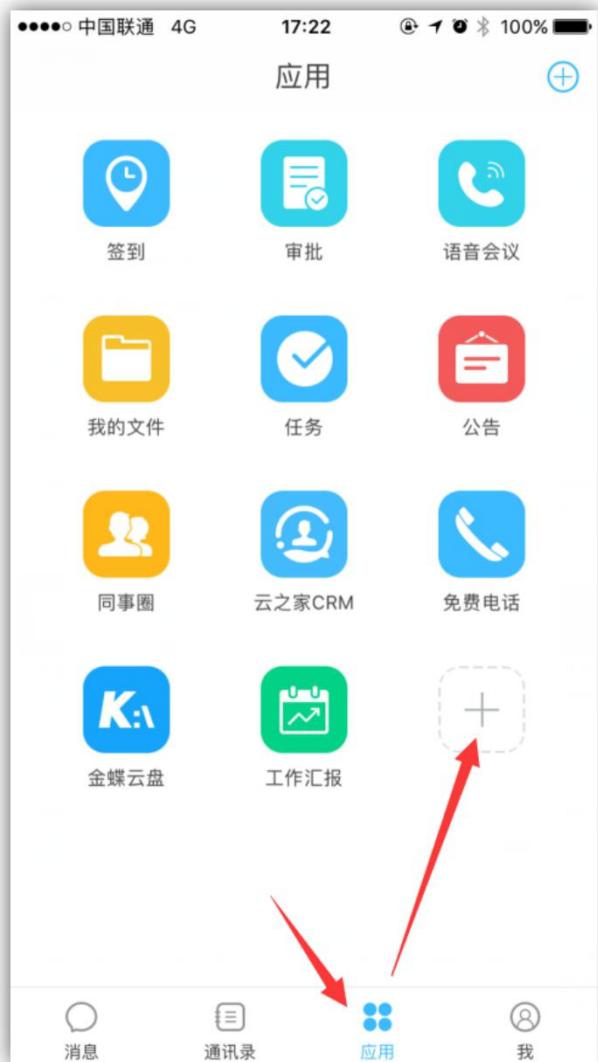 中国联通 4G 17:22 100%
应用
签到 审批 语音会议
我的文件 任务 公告
同事圈 云之家CRM 免费电话
K:\
金蝶云盘 工作汇报
消息 通讯录 应用 我